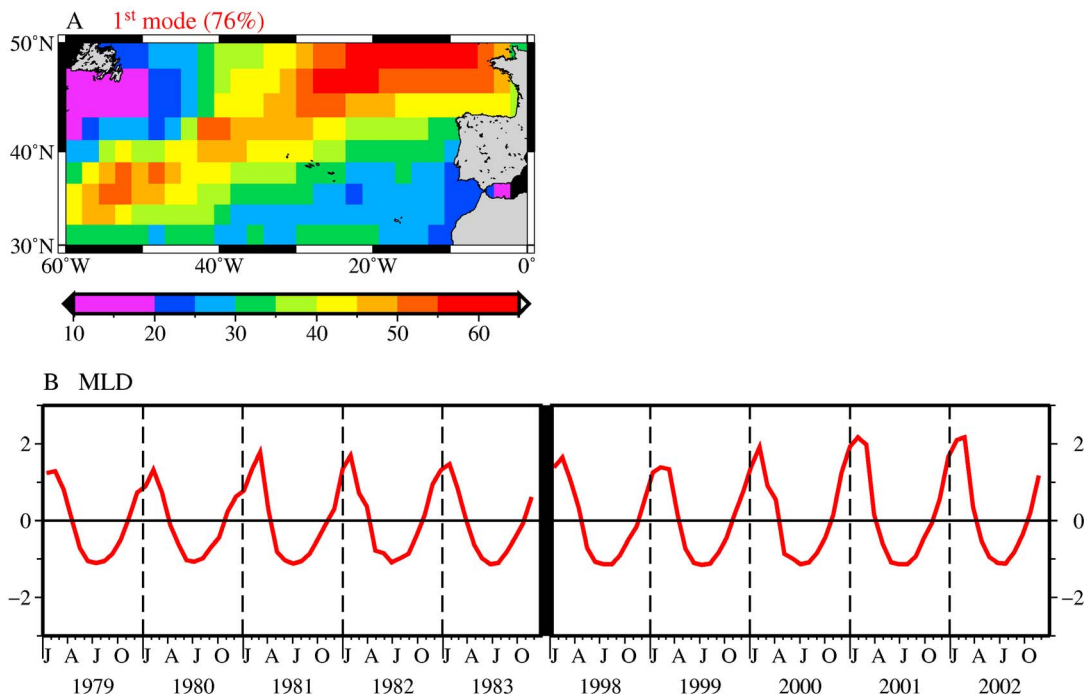 A 1st mode (76%)
50°N
40°N
30°N
60°W 40°W 20°W 0°
10 20 30 40 50 60
B MLD
2 2
0 0
−2 −2
J A J O J A J O J A J O J A J O J A J O J A J O J A J O J A J O J A J O J A J O
1979 1980 1981 1982 1983 1998 1999 2000 2001 2002